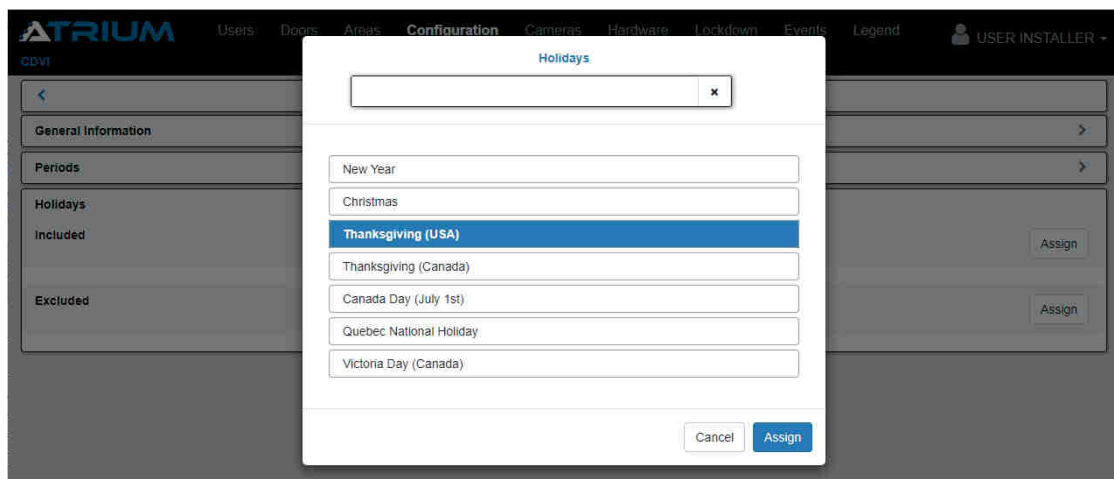 ATRIUM Users Doors Areas Configuration Cameras Hardware Lockdown Events Legend USER INSTALLER
CDVI
Holidays
General Information
Periods
Holidays
Included
Assign
Excluded
Assign
New Year
Christmas
Thanksgiving (USA)
Thanksgiving (Canada)
Canada Day (July 1st)
Quebec National Holiday
Victoria Day (Canada)
Cancel Assign